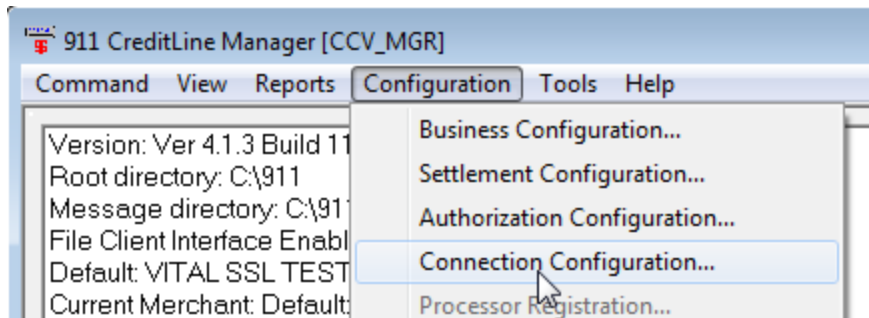 911 CreditLine Manager [CCV_MGR]
Command View Reports Configuration Tools Help
Version: Ver 4.1.3 Build 11
Root directory: C:\911
Message directory: C:\911
File Client Interface Enabl
Default: VITAL SSL TEST
Current Merchant: Default:
Business Configuration...
Settlement Configuration...
Authorization Configuration...
Connection Configuration...
Processor Registration...